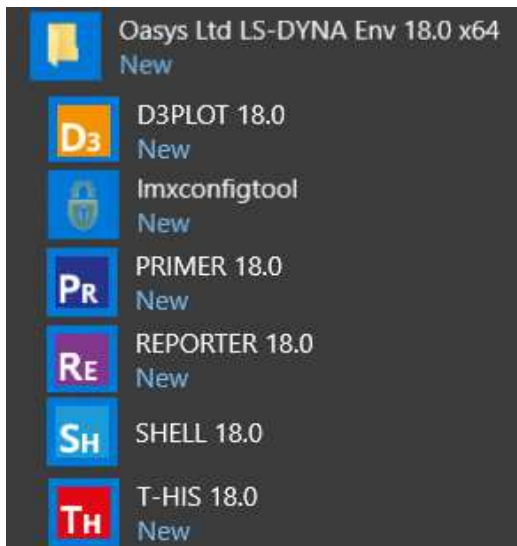 Oasys Ltd LS-DYNA Env 18.0 x64
New
D3 D3PLOT 18.0
New
lmxconfigtool
New
PR PRIMER 18.0
New
RE REPORTER 18.0
New
SH SHELL 18.0
TH T-HIS 18.0
New